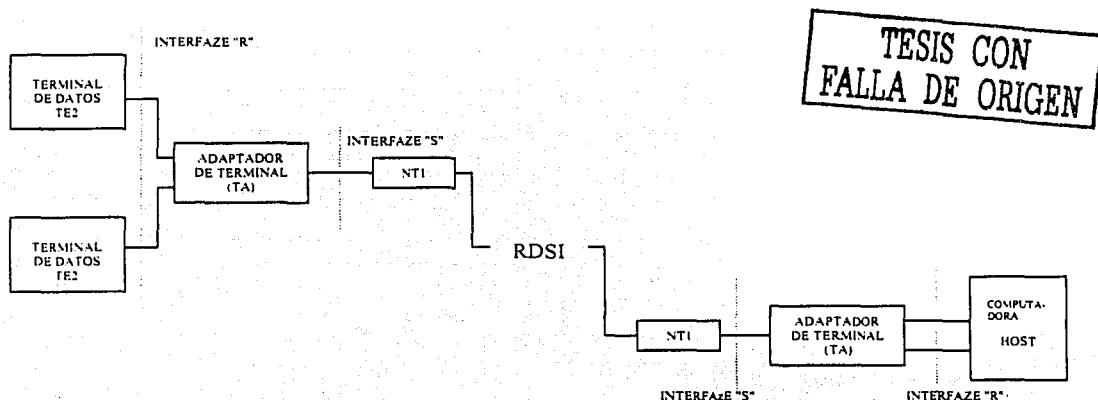 INTERFAZE "R"
TESIS CON
FALLA DE ORIGEN
TERMINAL
DE DATOS
TE2
INTERFAZE "S"
ADAPTADOR
DE TERMINAL
(TA)
NT1
TERMINAL
DE DATOS
TE2
RDSI
NT1
ADAPTADOR
DE TERMINAL
(TA)
COMPUTA-
DORA
HOST
INTERFAzE "S"
INTERFAZE "R"